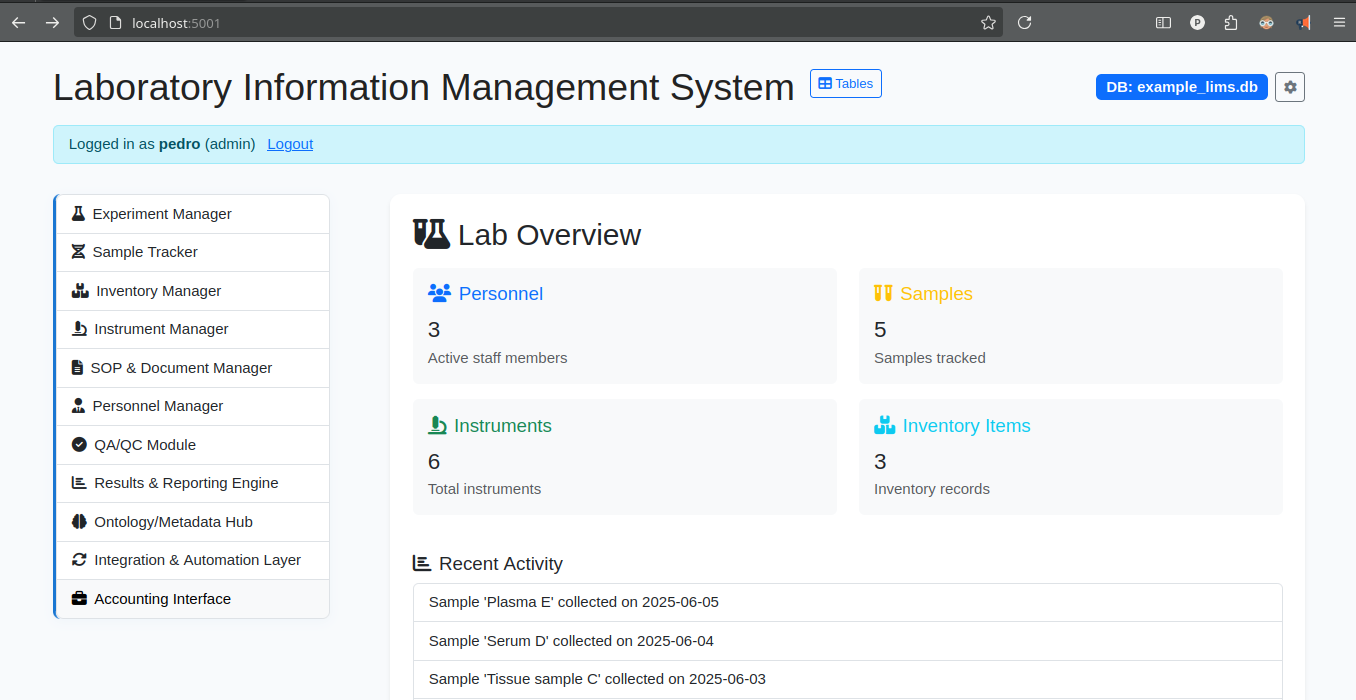 localhost:5001
P
Laboratory Information Management System
Tables
DB: example_lims.db
Logged in as pedro (admin) Logout
Experiment Manager
Sample Tracker
Inventory Manager
Instrument Manager
SOP & Document Manager
Personnel Manager
QA/QC Module
Results & Reporting Engine
Ontology/Metadata Hub
Integration & Automation Layer
Accounting Interface
Lab Overview
Personnel
3
Active staff members
Samples
5
Samples tracked
Instruments
6
Total instruments
Inventory Items
3
Inventory records
Recent Activity
Sample 'Plasma E' collected on 2025-06-05
Sample 'Serum D' collected on 2025-06-04
Sample 'Tissue sample C' collected on 2025-06-03